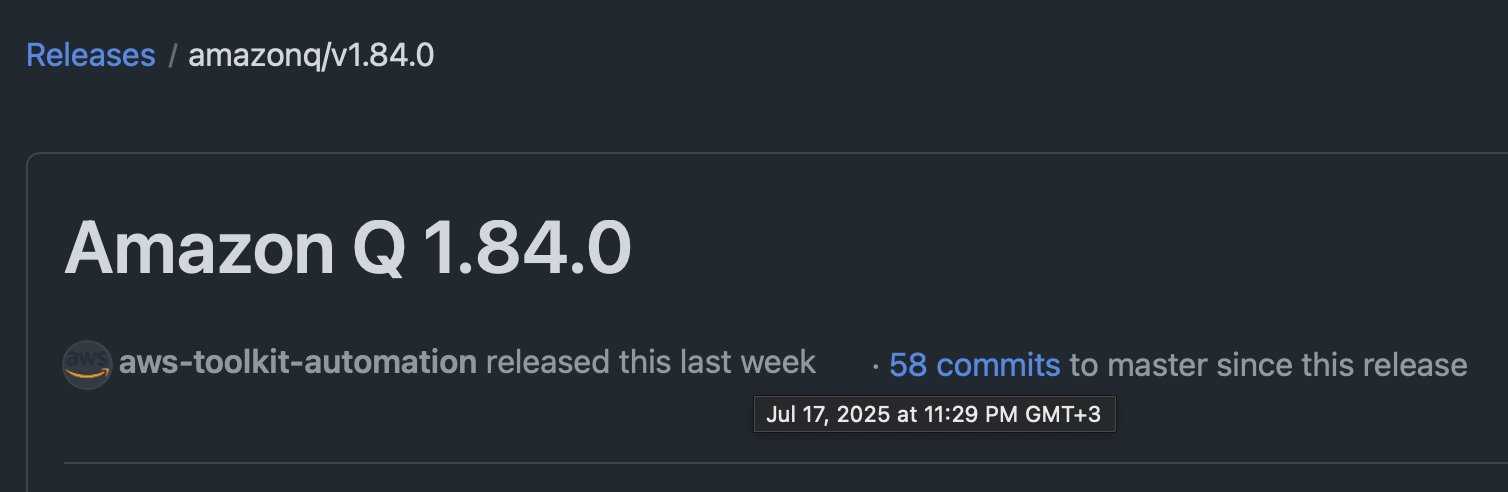 Releases / amazonq/v1.84.0
Amazon Q 1.84.0
aws aws-toolkit-automation released this last week · 58 commits to master since this release
Jul 17, 2025 at 11:29 PM GMT+3